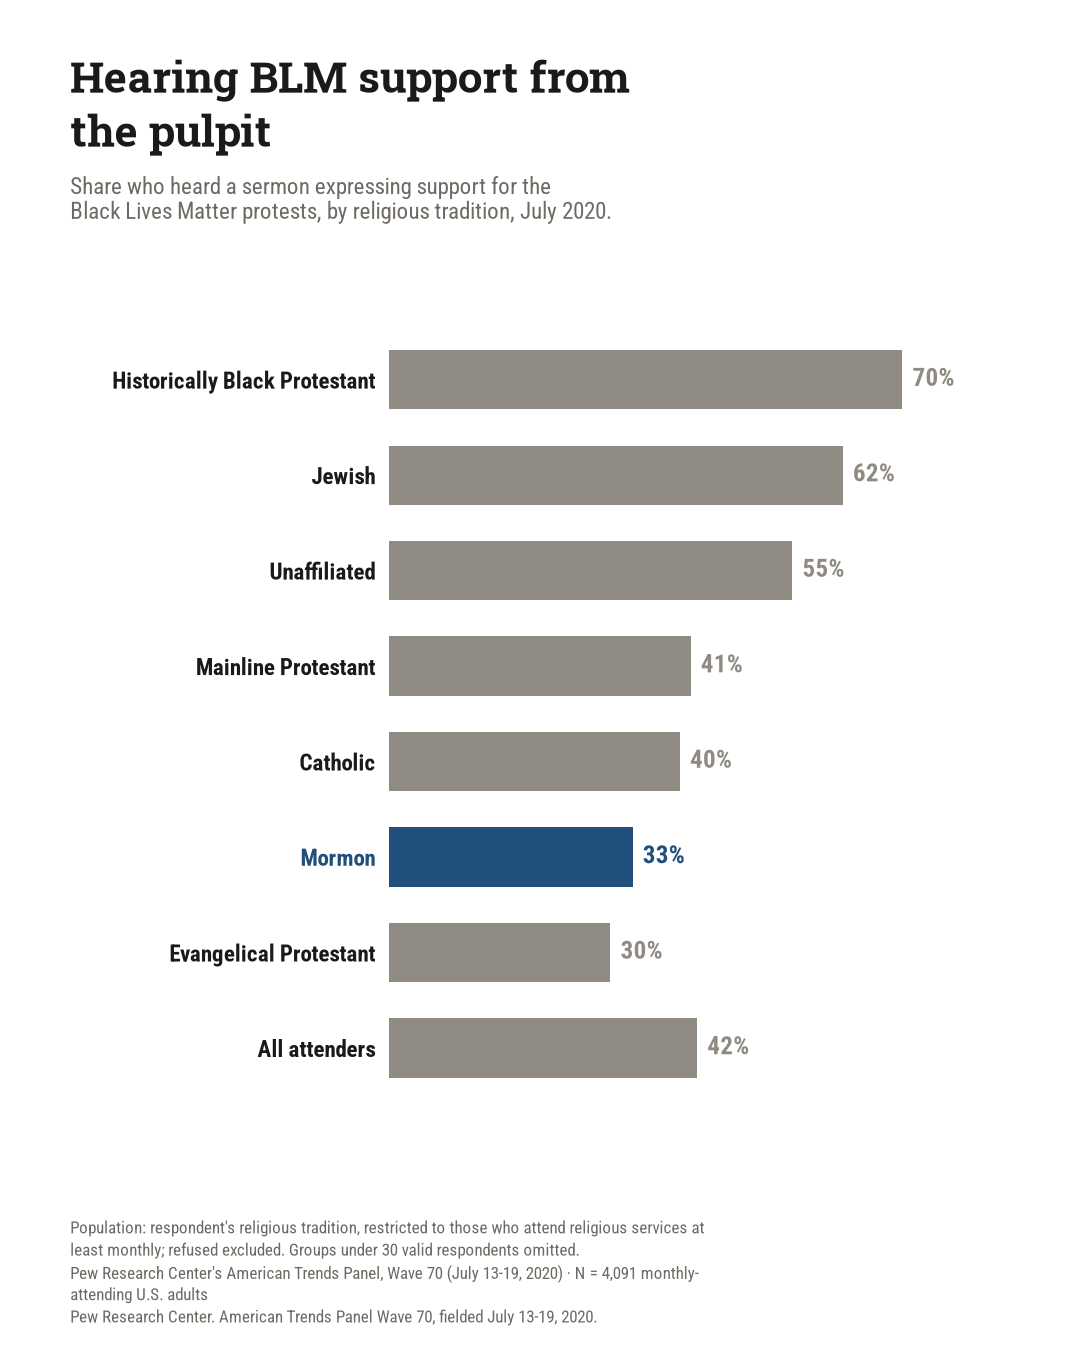 Hearing BLM support from
the pulpit
Share who heard a sermon expressing support for the
Black Lives Matter protests, by religious tradition, July 2020.
Historically Black Protestant 70%
Jewish 62%
Unaffiliated 55%
Mainline Protestant 41%
Catholic 40%
Mormon 33%
Evangelical Protestant 30%
All attenders 42%
Population: respondent's religious tradition, restricted to those who attend religious services at
least monthly; refused excluded. Groups under 30 valid respondents omitted.
Pew Research Center's American Trends Panel, Wave 70 (July 13-19, 2020) · N = 4,091 monthly-
attending U.S. adults
Pew Research Center. American Trends Panel Wave 70, fielded July 13-19, 2020.